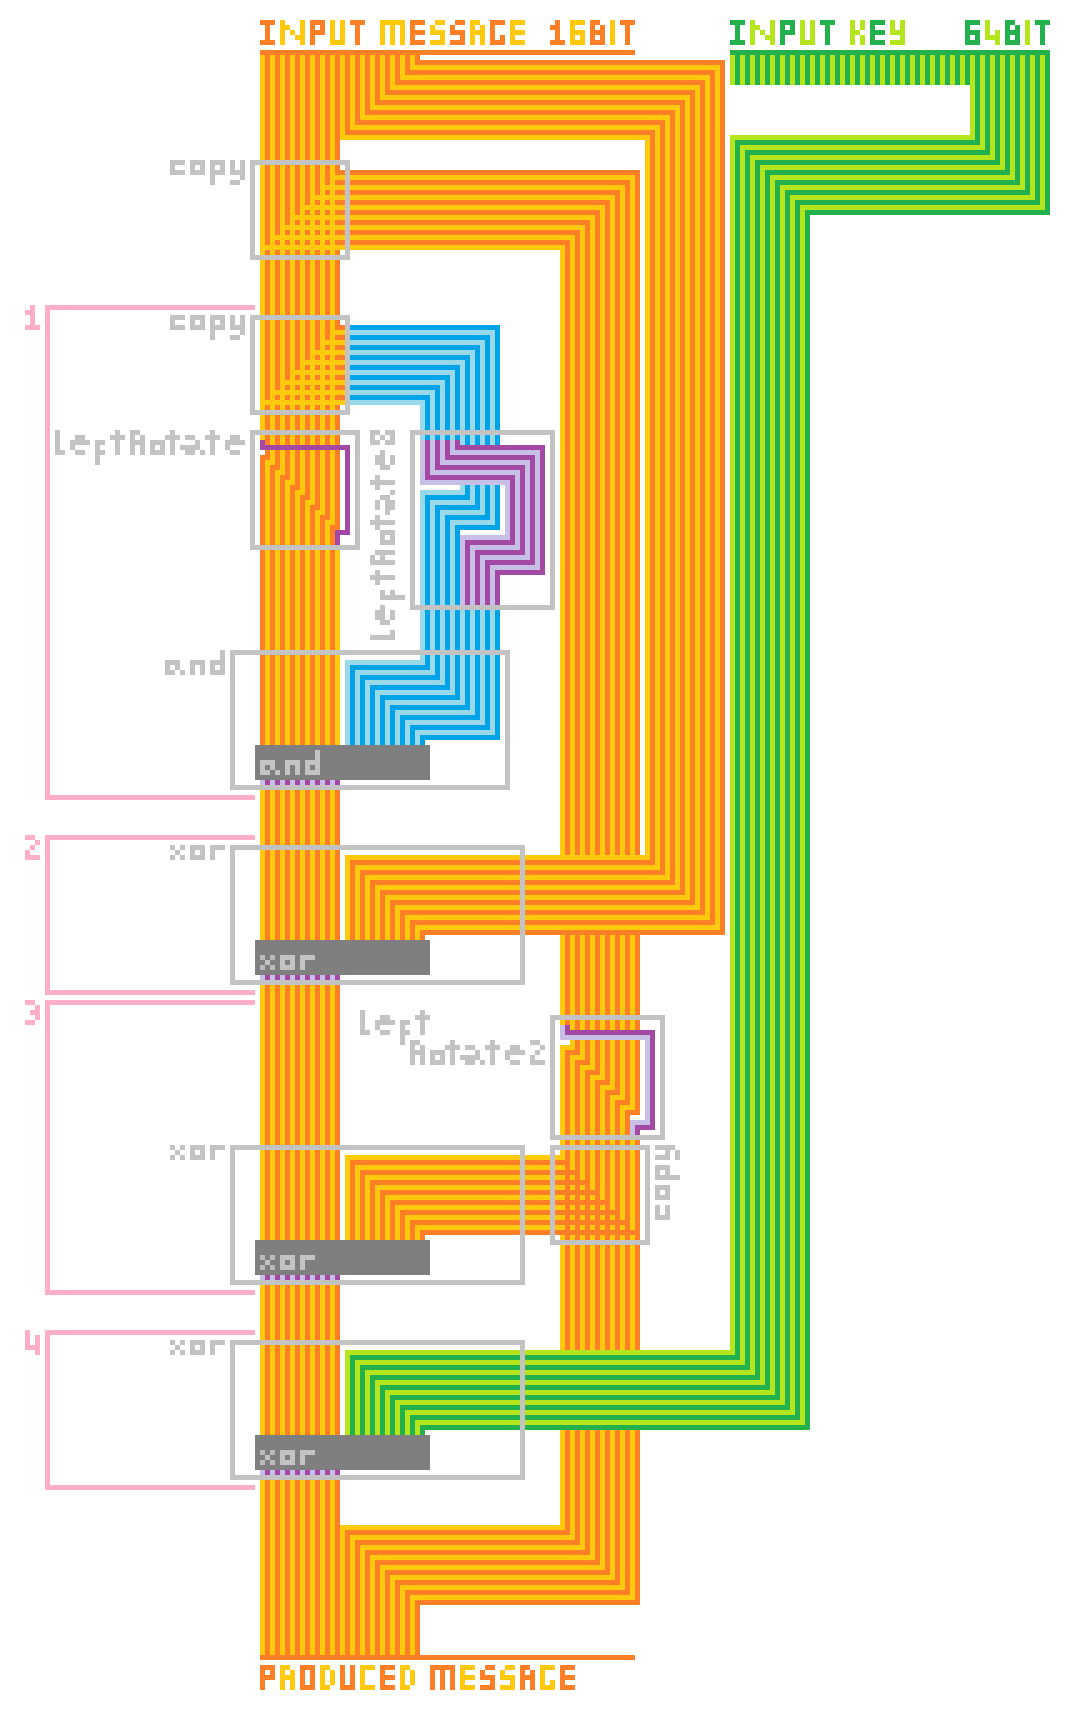 INPUT MESSAGE 16BIT
INPUT KEY 64BIT
copy
1
copy
LeftRotate
LeftRotate8
and
and
2
xor
xor
3
Left
Rotate2
xor
copy
xor
4
xor
xor
PRODUCED MESSAGE